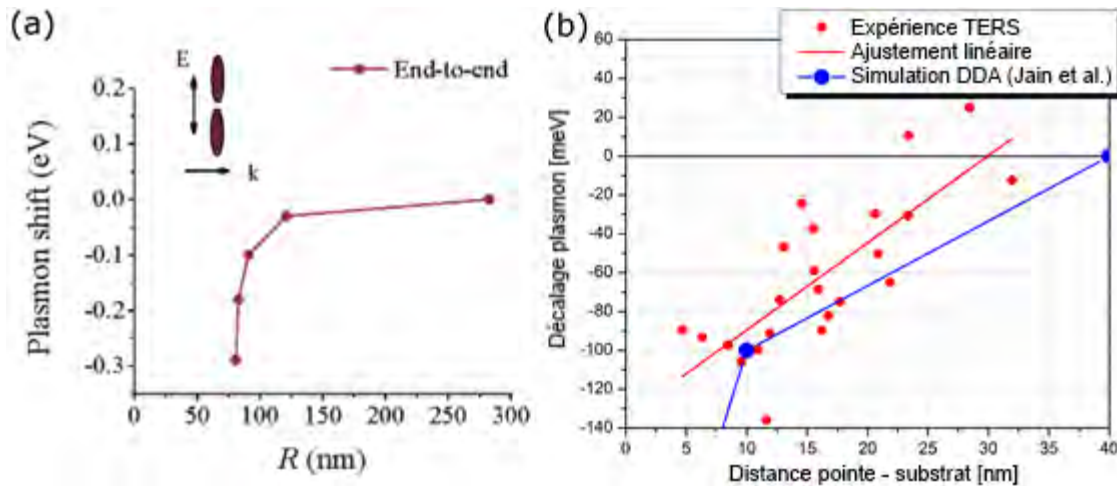 (a)
E
k
End-to-end
0.2
0.1
0.0
-0.1
-0.2
-0.3
Plasmon shift (eV)
0 50 100 150 200 250 300
R (nm)
(b)
Expérience TERS
Ajustement linéaire
Simulation DDA (Jain et al.)
60
40
20
0
-20
-40
-60
-80
-100
-120
-140
Décalage plasmon [meV]
0 5 10 15 20 25 30 35 40
Distance pointe - substrat [nm]